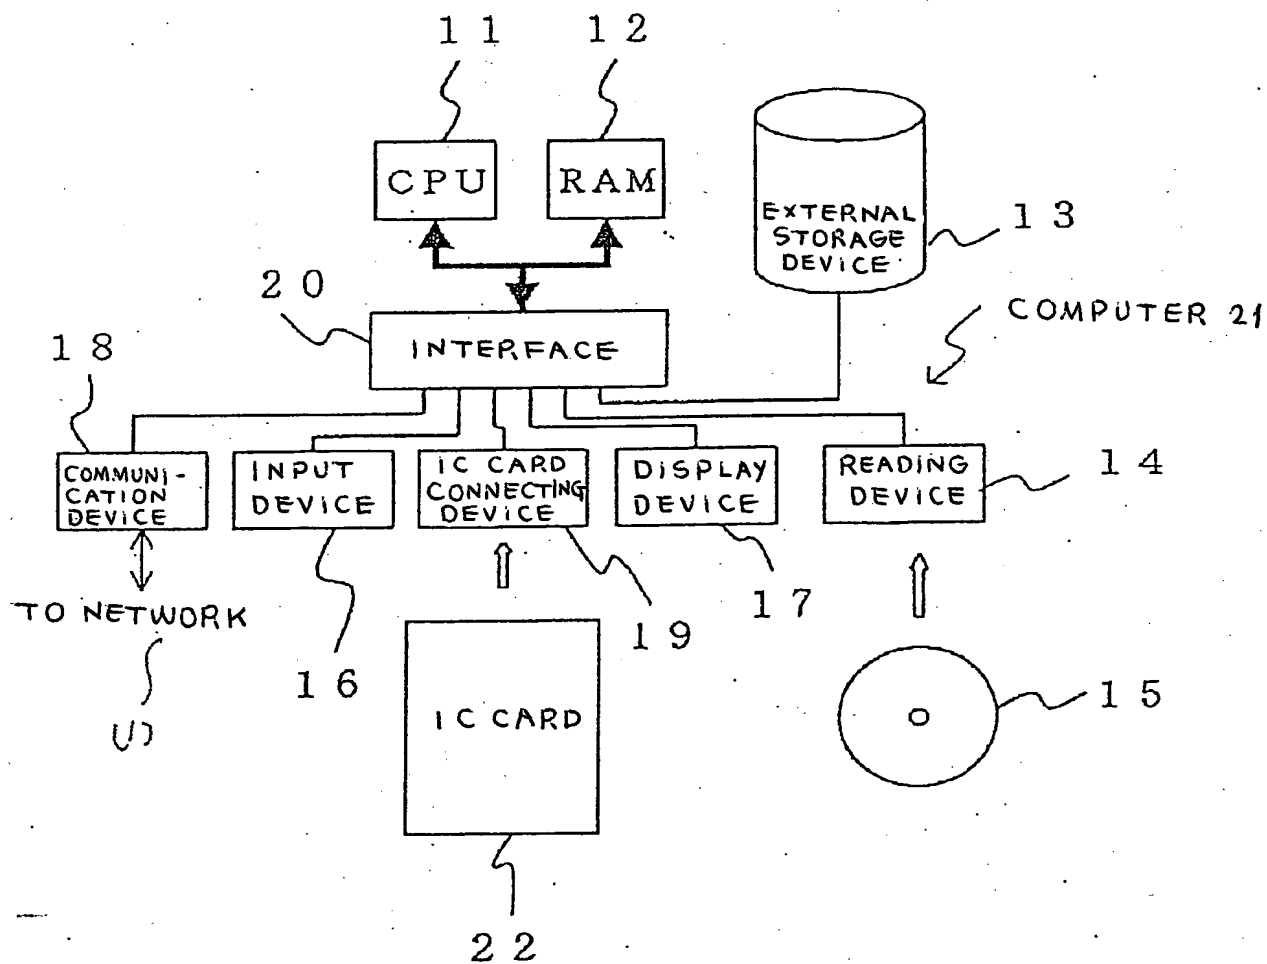 11
12
CPU
RAM
EXTERNAL
STORAGE
DEVICE
13
20
COMPUTER 21
INTERFACE
18
COMMUNI-
CATION
DEVICE
INPUT
DEVICE
IC CARD
CONNECTING
DEVICE
DISPLAY
DEVICE
READING
DEVICE
14
TO NETWORK
16
19
17
IC CARD
15
22